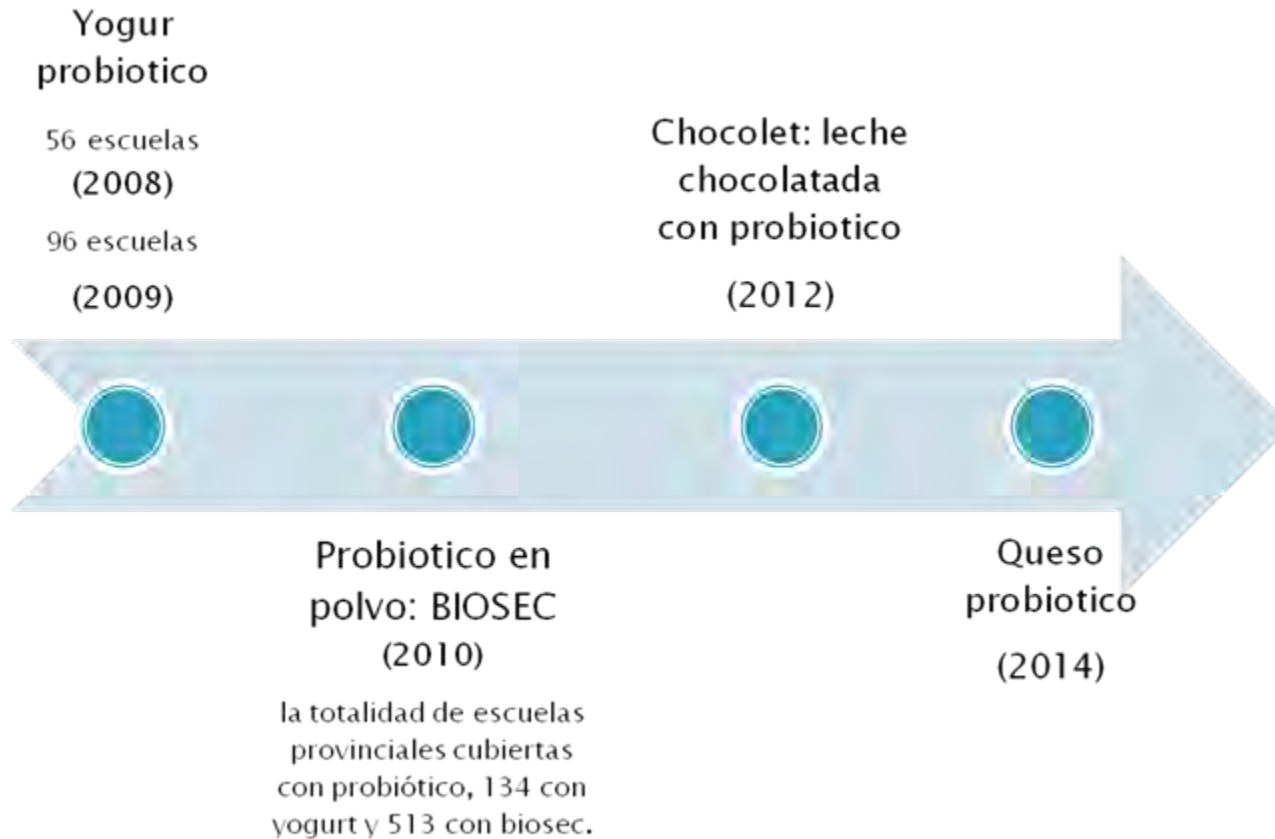 Yogur
probiotico
56 escuelas
(2008)
96 escuelas
(2009)
Probiotico en
polvo: BIOSEC
(2010)
la totalidad de escuelas
provinciales cubiertas
con probiótico, 134 con
yogurt y 513 con biosec.
Chocolet: leche
chocolatada
con probiotico
(2012)
Queso
probiotico
(2014)